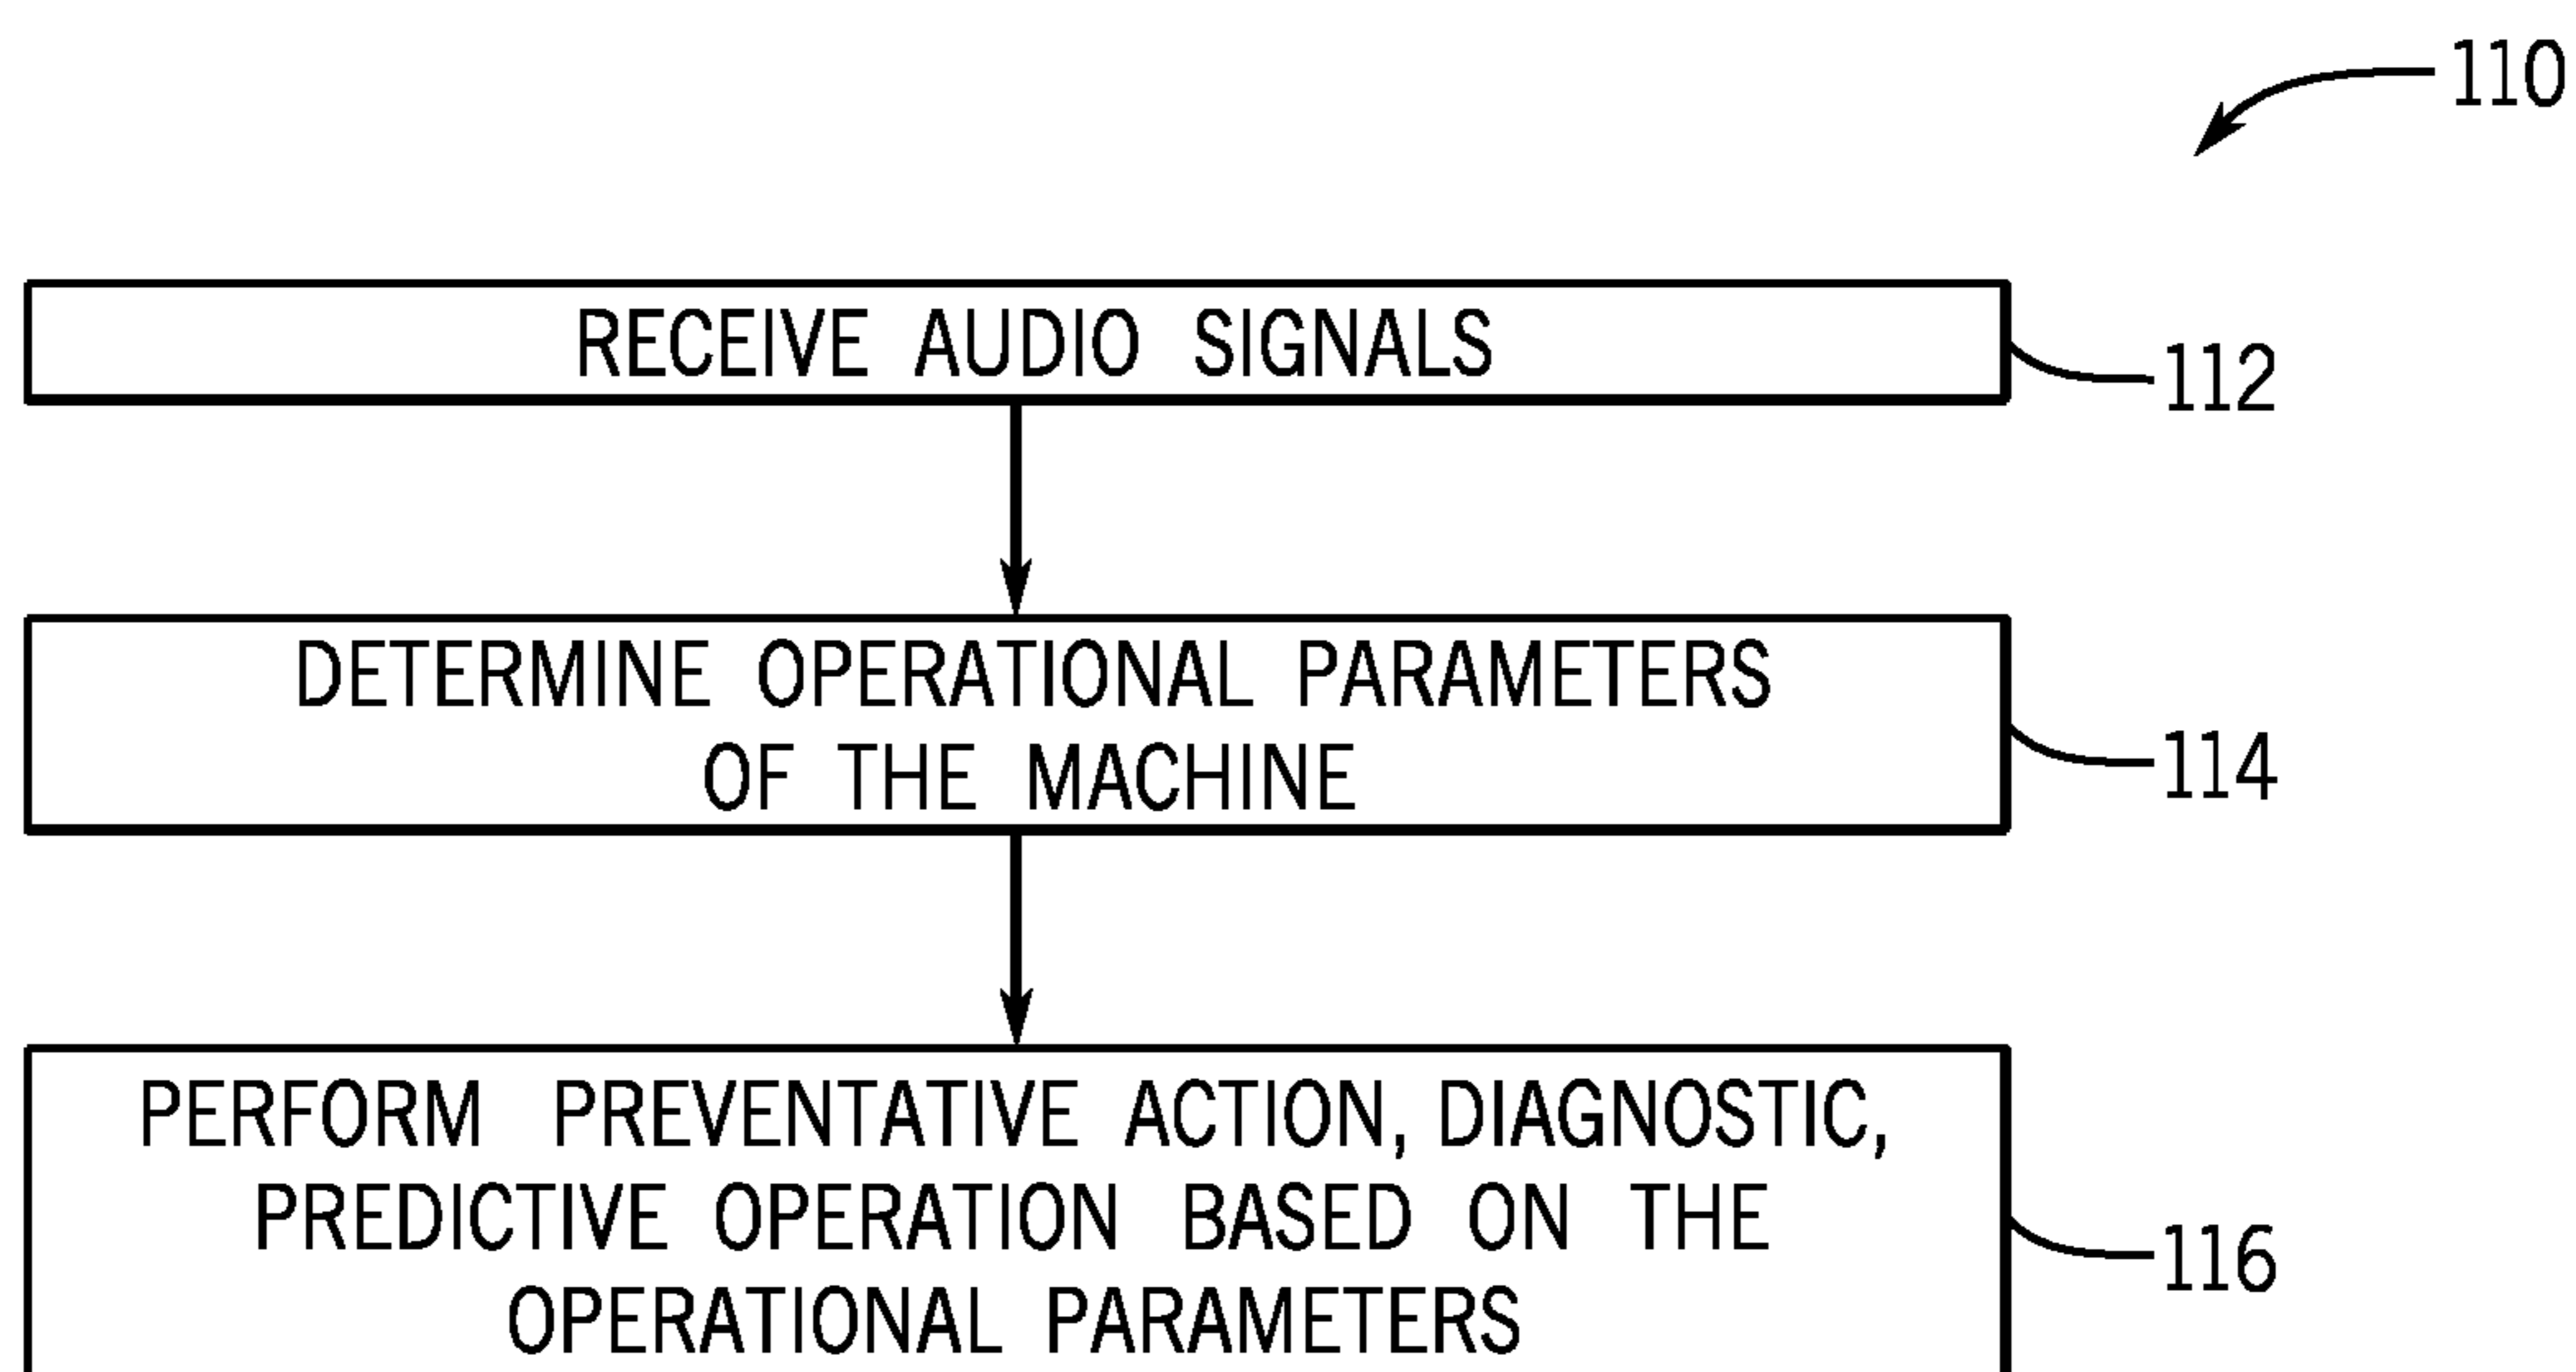 110
RECEIVE AUDIO SIGNALS
112
DETERMINE OPERATIONAL PARAMETERS
OF THE MACHINE
114
PERFORM PREVENTATIVE ACTION, DIAGNOSTIC,
PREDICTIVE OPERATION BASED ON THE
OPERATIONAL PARAMETERS
116